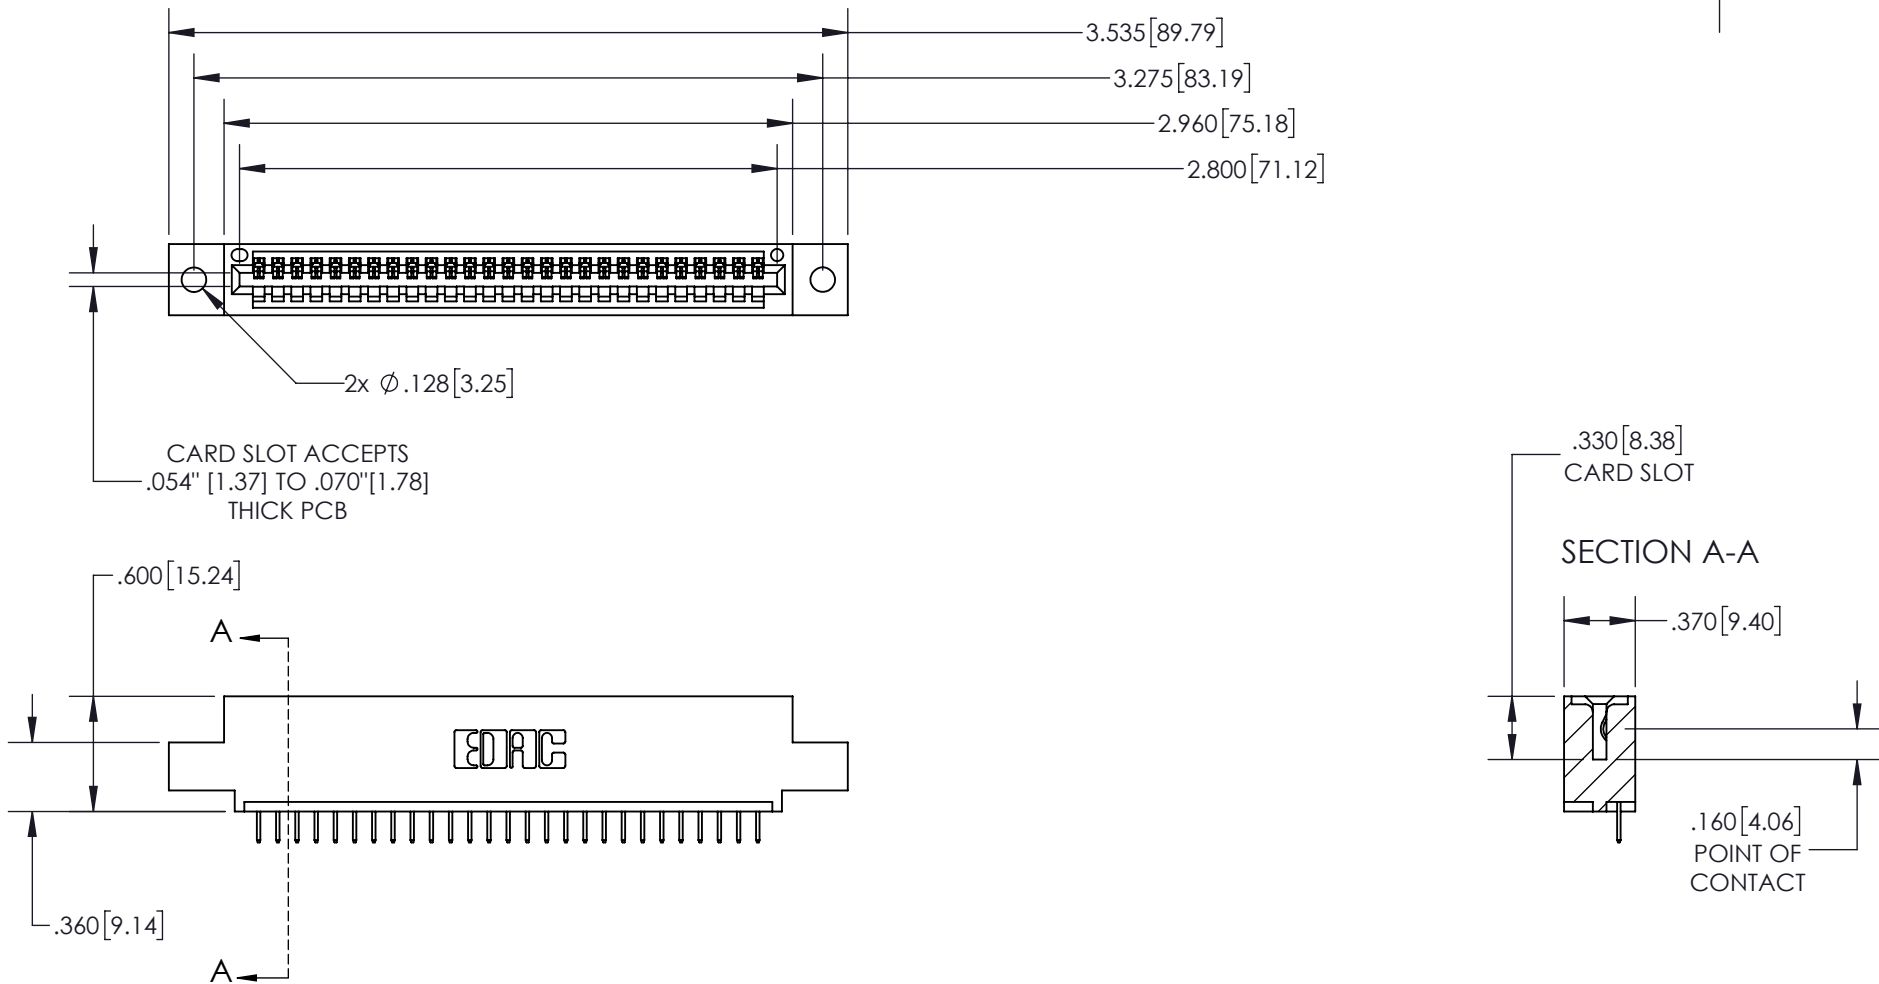 3.535[89.79]
3.275[83.19]
2.960[75.18]
2.800[71.12]
2x ∅.128[3.25]
CARD SLOT ACCEPTS
.054" [1.37] TO .070"[1.78]
THICK PCB
.330[8.38]
CARD SLOT
SECTION A-A
.600[15.24]
.370[9.40]
A
EDAC
.160[4.06]
POINT OF
CONTACT
.360[9.14]
A